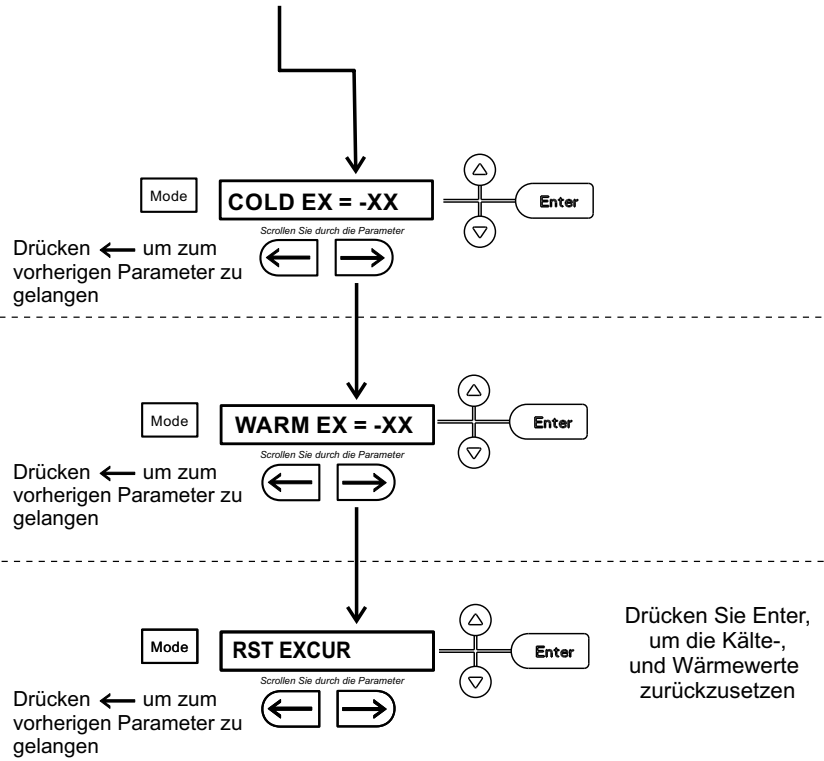 Mode
COLD EX = -XX
Enter
Scrollen Sie durch die Parameter
Drücken ← um zum
vorherigen Parameter zu
gelangen
Mode
WARM EX = -XX
Enter
Scrollen Sie durch die Parameter
Drücken ← um zum
vorherigen Parameter zu
gelangen
Mode
RST EXCUR
Enter
Drücken Sie Enter,
um die Kälte-,
und Wärmewerte
zurückzusetzen
Scrollen Sie durch die Parameter
Drücken ← um zum
vorherigen Parameter zu
gelangen